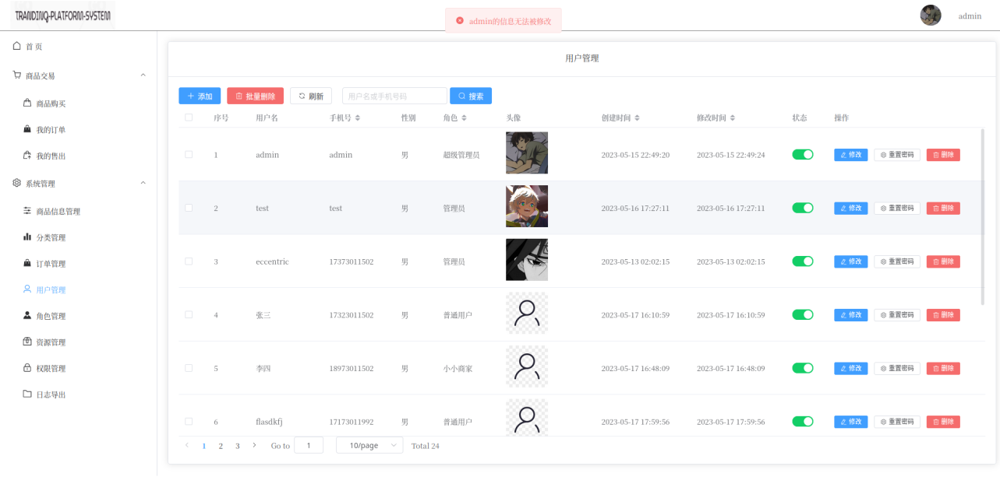 TRANDINQ-PLATFORM-SYSTEM
admin的信息无法被修改
admin
首页
商品交易
商品购买
我的订单
我的售出
系统管理
商品信息管理
分类管理
订单管理
用户管理
角色管理
资源管理
权限管理
日志导出
用户管理
添加 批量删除 刷新 用户名或手机号码 搜索
序号 用户名 手机号 性别 角色 头像 创建时间 修改时间 状态 操作
1 admin admin 男 超级管理员 2023-05-15 22:49:20 2023-05-15 22:49:24 修改 重置密码 删除
2 test test 男 管理员 2023-05-16 17:27:11 2023-05-16 17:27:11 修改 重置密码 删除
3 eccentric 17373011502 男 管理员 2023-05-13 02:02:15 2023-05-13 02:02:15 修改 重置密码 删除
4 张三 17323011502 男 普通用户 2023-05-17 16:10:59 2023-05-17 16:10:59 修改 重置密码 删除
5 李四 18973011502 男 小小商家 2023-05-17 16:48:09 2023-05-17 16:48:09 修改 重置密码 删除
6 flasdkfj 17173011992 男 普通用户 2023-05-17 17:59:56 2023-05-17 17:59:56 修改 重置密码 删除
1 2 3 Go to 1 10/page Total 24